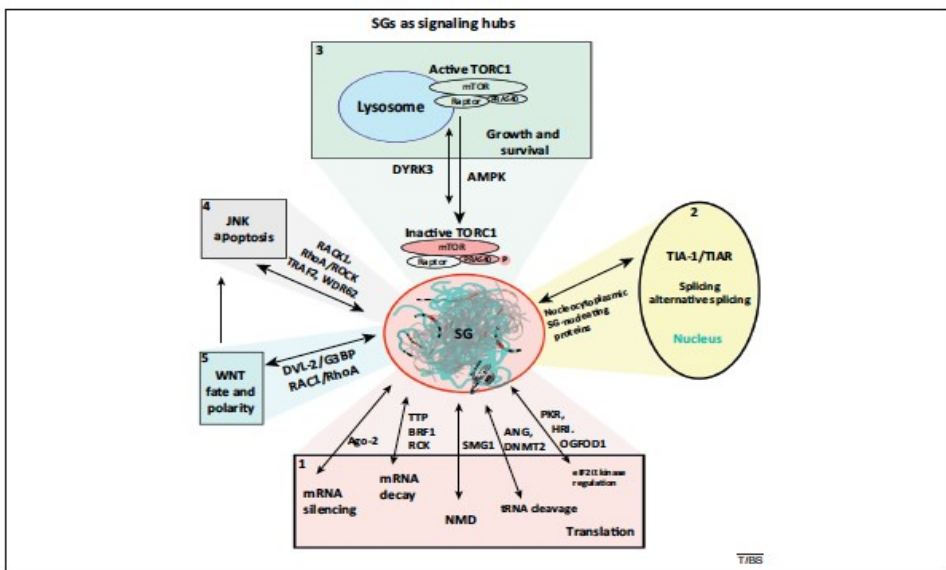 SGs as signaling hubs
3
Active TORC1
mTOR
Raptor
PRAS40
Lysosome
Growth and
survival
DYRK3
AMPK
4
JNK
apoptosis
RACK1,
RhoA/ROCK
TRAF2, WDR62
Inactive TORC1
mTOR
Raptor
PRAS40
P
2
TIA-1/TIAR
Splicing
alternative splicing
Nucleus
Nucleocytoplasmic
SG-nucleating
proteins
SG
5
WNT
fate and
polarity
DVL-2/G3BP
RAC1/RhoA
Ago-2
TTP
BRF1
RCK
SMG1
ANG,
DNMT2
PKR,
HRI.
OGFOD1
1
mRNA
silencing
mRNA
decay
NMD
tRNA cleavage
eIF2α kinase
regulation
Translation
TiBS